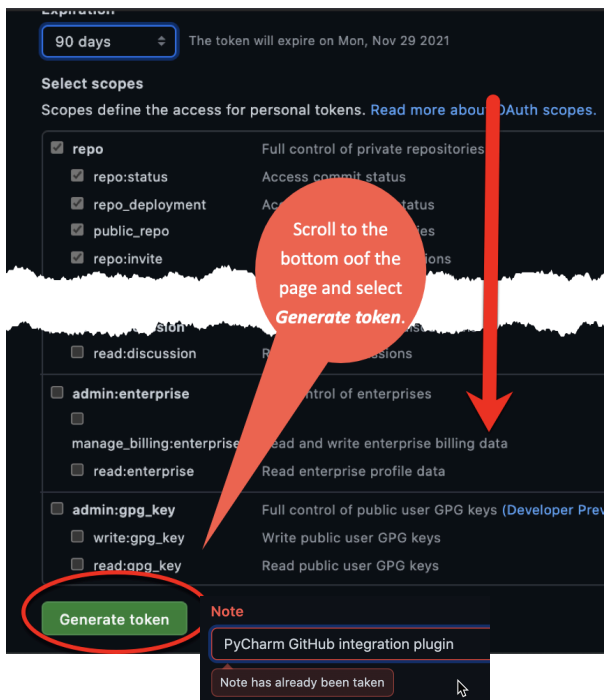 Expiration
90 days The token will expire on Mon, Nov 29 2021
Select scopes
Scopes define the access for personal tokens. Read more about OAuth scopes.
repo Full control of private repositories
repo:status Access commit status
repo_deployment
public_repo
repo:invite
Scroll to the
bottom oof the
page and select
Generate token.
read:discussion
admin:enterprise
manage_billing:enterprise Read and write enterprise billing data
read:enterprise Read enterprise profile data
admin:gpg_key Full control of public user GPG keys (Developer Prev
write:gpg_key Write public user GPG keys
read:gpg_key Read public user GPG keys
Generate token
Note
PyCharm GitHub integration plugin
Note has already been taken